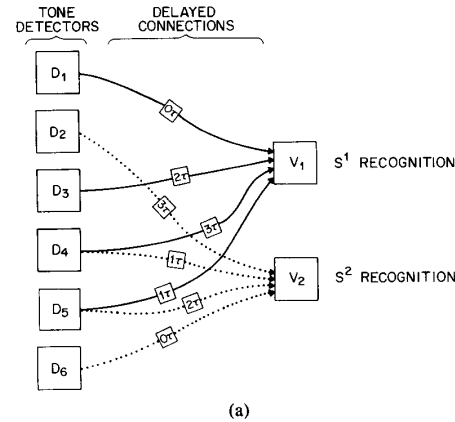 TONE DETECTORS
DELAYED CONNECTIONS
D1
D2
D3
D4
D5
D6
0τ
2τ
3τ
3τ
1τ
1τ
2τ
0τ
V1
S1 RECOGNITION
V2
S2 RECOGNITION
(a)